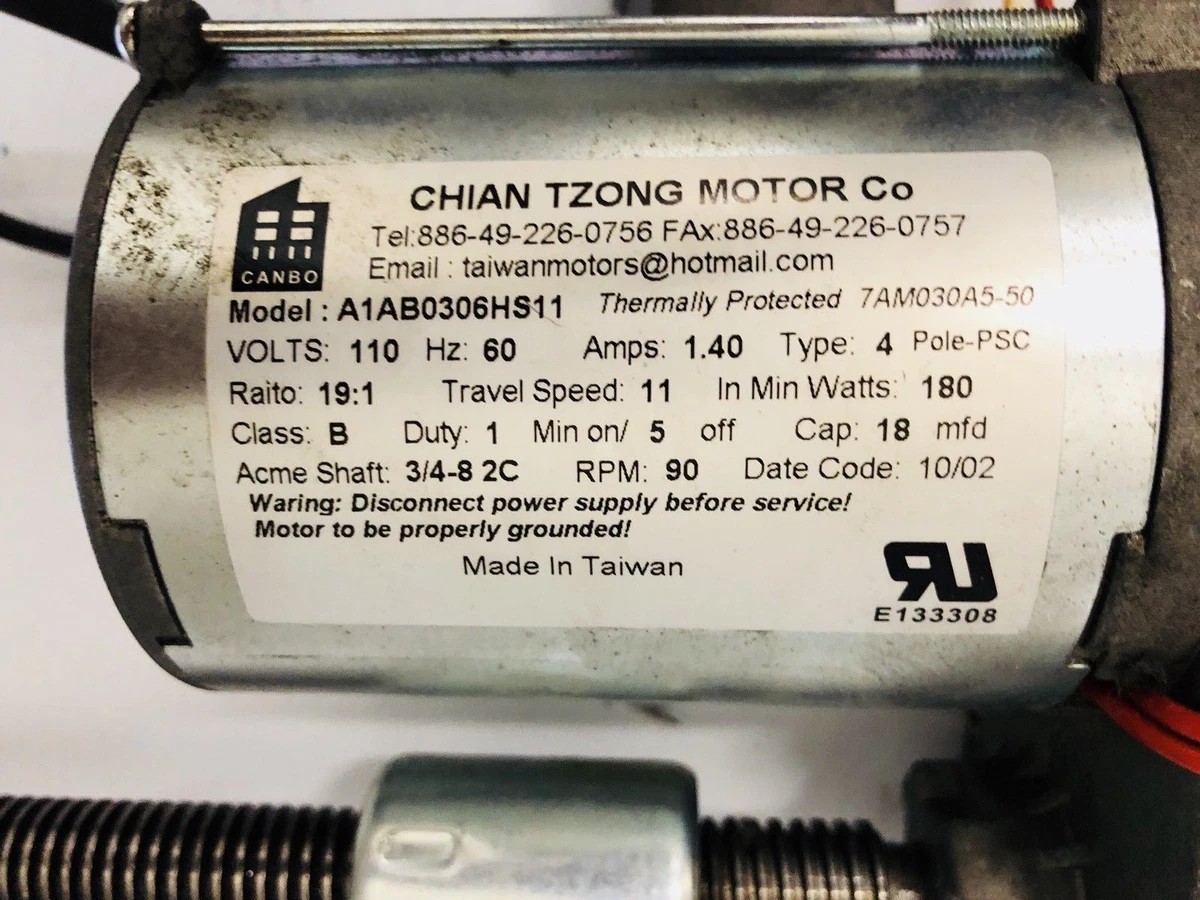 CANBO
CHIAN TZONG MOTOR Co
Tel:886-49-226-0756 FAx:886-49-226-0757
Email : taiwanmotors@hotmail.com
Model : A1AB0306HS11 Thermally Protected 7AM030A5-50
VOLTS: 110 Hz: 60 Amps: 1.40 Type: 4 Pole-PSC
Raito: 19:1 Travel Speed: 11 In Min Watts: 180
Class: B Duty: 1 Min on/ 5 off Cap: 18 mfd
Acme Shaft: 3/4-8 2C RPM: 90 Date Code: 10/02
Waring: Disconnect power supply before service!
Motor to be properly grounded!
Made In Taiwan
RU
E133308